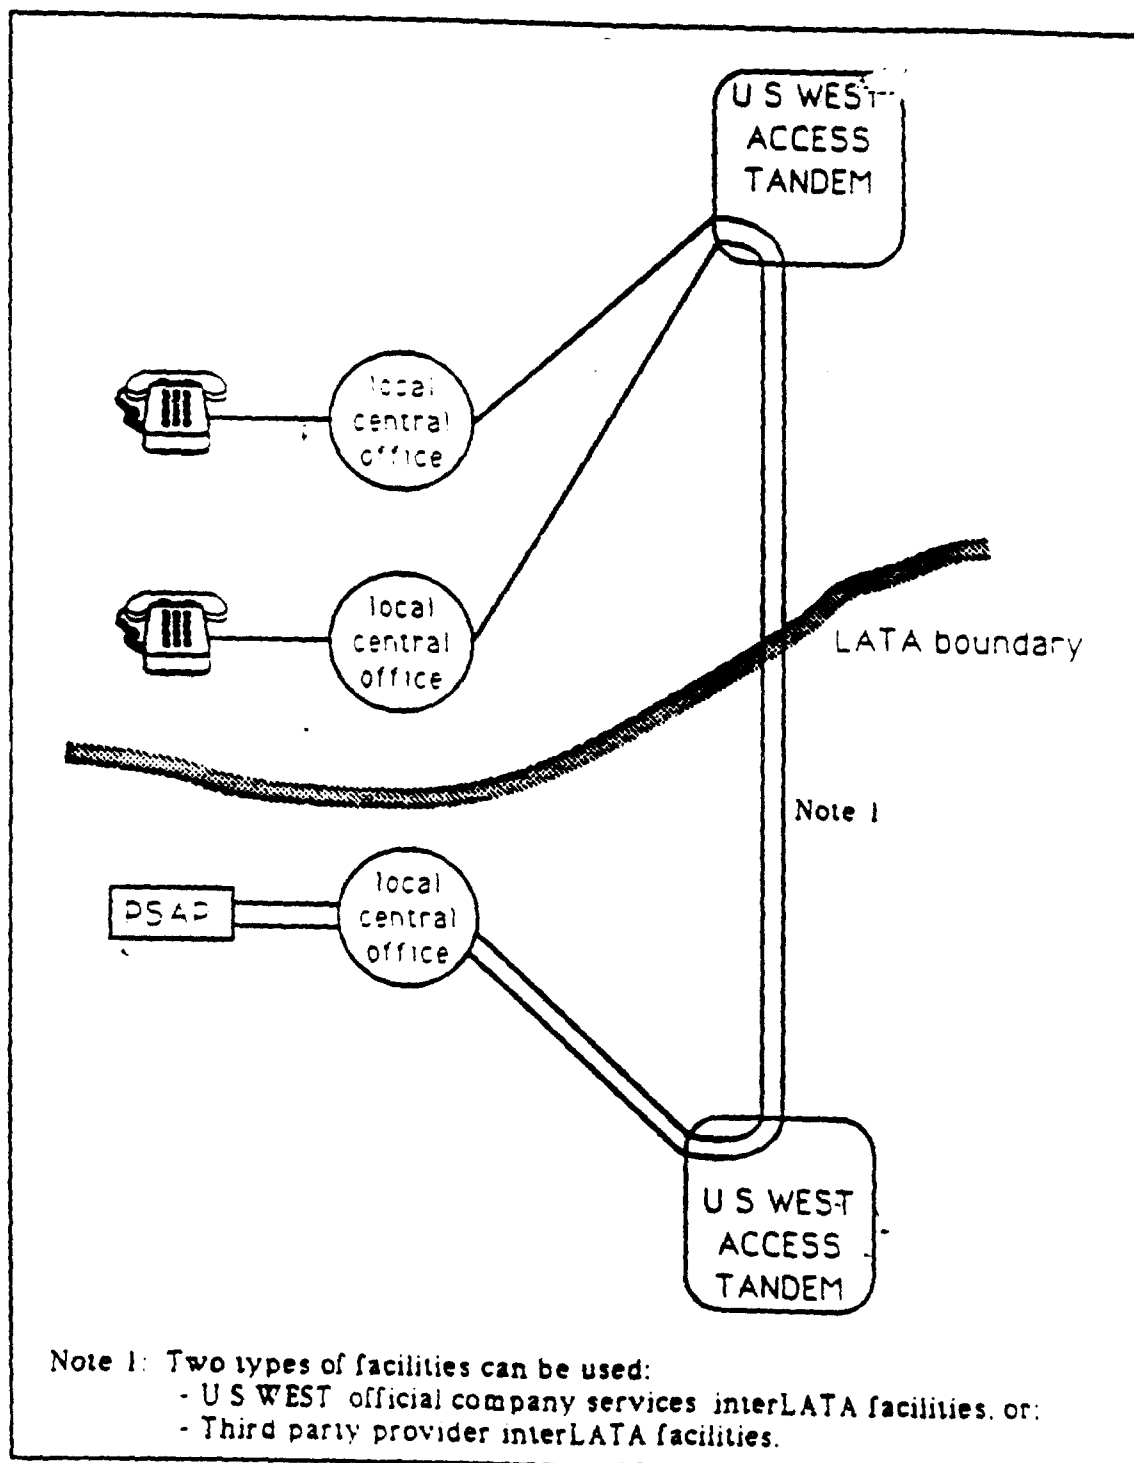 U S WEST
ACCESS
TANDEM
local
central
office
local
central
office
LATA boundary
Note 1
PSAP
local
central
office
U S WEST
ACCESS
TANDEM
Note 1: Two types of facilities can be used:
- U S WEST official company services interLATA facilities, or:
- Third party provider interLATA facilities.